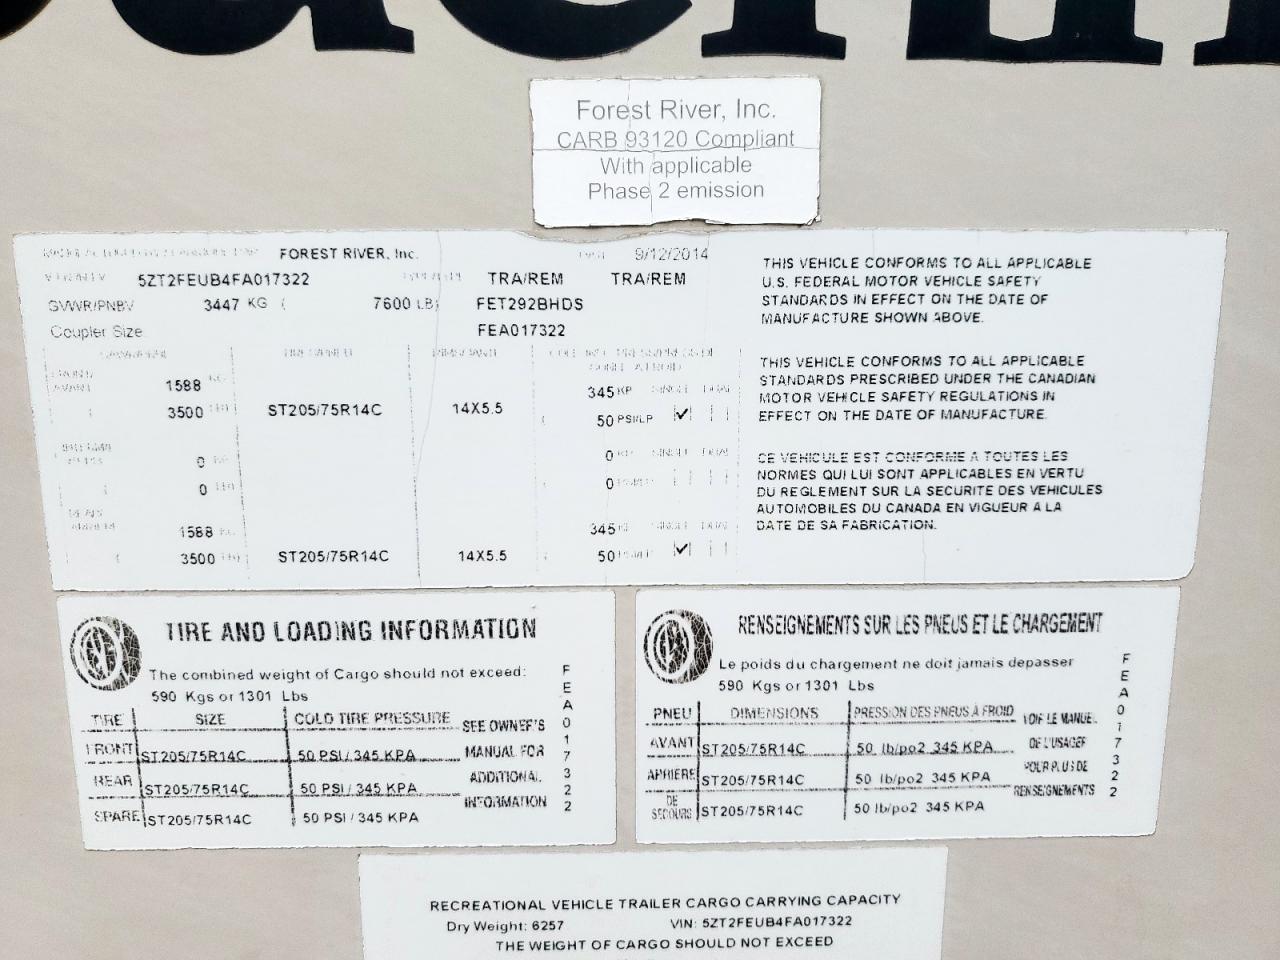 Forest River, Inc.
CARB 93120 Compliant
With applicable
Phase 2 emission
FOREST RIVER, Inc. 9/12/2014
5ZT2FEUB4FA017322 TRA/REM TRA/REM
GVWR/PNBV 3447 KG ( 7600 LB) FET292BHDS
Coupler Size FEA017322
1588 345 KP
3500 ST205/75R14C 14X5.5 ( 50 PSI/LP ✓
0 0
0 0
1588 345
( 3500 ST205/75R14C 14X5.5 ( 50 ✓
THIS VEHICLE CONFORMS TO ALL APPLICABLE
U.S. FEDERAL MOTOR VEHICLE SAFETY
STANDARDS IN EFFECT ON THE DATE OF
MANUFACTURE SHOWN ABOVE.
THIS VEHICLE CONFORMS TO ALL APPLICABLE
STANDARDS PRESCRIBED UNDER THE CANADIAN
MOTOR VEHICLE SAFETY REGULATIONS IN
EFFECT ON THE DATE OF MANUFACTURE.
CE VEHICULE EST CONFORME A TOUTES LES
NORMES QUI LUI SONT APPLICABLES EN VERTU
DU REGLEMENT SUR LA SECURITE DES VEHICULES
AUTOMOBILES DU CANADA EN VIGUEUR A LA
DATE DE SA FABRICATION.
TIRE AND LOADING INFORMATION
The combined weight of Cargo should not exceed:
590 Kgs or 1301 Lbs
TIRE SIZE COLD TIRE PRESSURE
FRONT ST205/75R14C 50 PSI / 345 KPA
REAR ST205/75R14C 50 PSI / 345 KPA
SPARE ST205/75R14C 50 PSI / 345 KPA
SEE OWNER'S
MANUAL FOR
ADDITIONAL
INFORMATION
FEA017322
RENSEIGNEMENTS SUR LES PNEUS ET LE CHARGEMENT
Le poids du chargement ne doit jamais depasser
590 Kgs or 1301 Lbs
PNEU DIMENSIONS PRESSION DES PNEUS À FROID
AVANT ST205/75R14C 50 lb/po2 345 KPA
ARRIERE ST205/75R14C 50 lb/po2 345 KPA
DE SECOURS ST205/75R14C 50 lb/po2 345 KPA
VOIR LE MANUEL
DE L'USAGER
POUR PLUS DE
RENSEIGNEMENTS
FEA017322
RECREATIONAL VEHICLE TRAILER CARGO CARRYING CAPACITY
Dry Weight: 6257 VIN: 5ZT2FEUB4FA017322
THE WEIGHT OF CARGO SHOULD NOT EXCEED